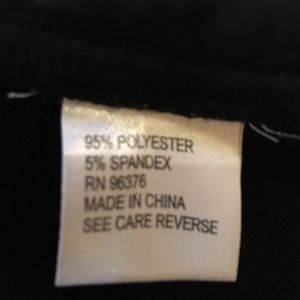 95% POLYESTER
5% SPANDEX
RN 96376
MADE IN CHINA
SEE CARE REVERSE